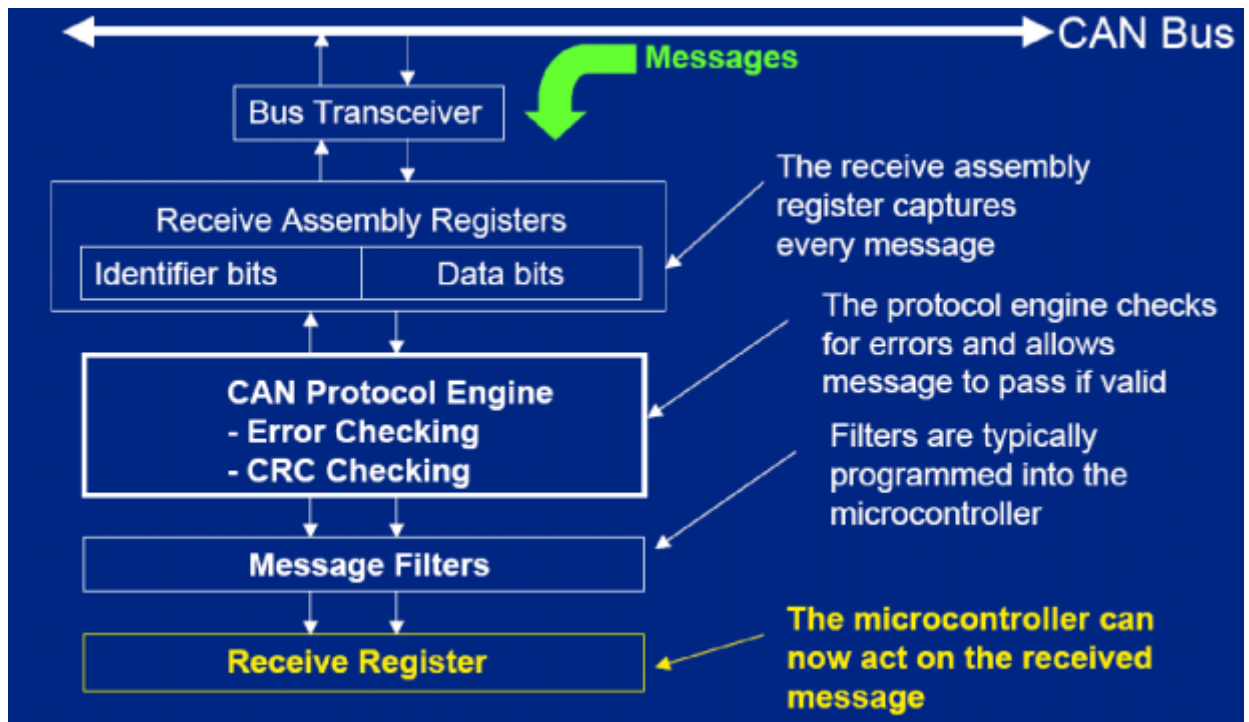 CAN Bus
Messages
Bus Transceiver
The receive assembly
register captures
every message
Receive Assembly Registers
Identifier bits
Data bits
The protocol engine checks
for errors and allows
message to pass if valid
CAN Protocol Engine
- Error Checking
- CRC Checking
Filters are typically
programmed into the
microcontroller
Message Filters
The microcontroller can
now act on the received
message
Receive Register